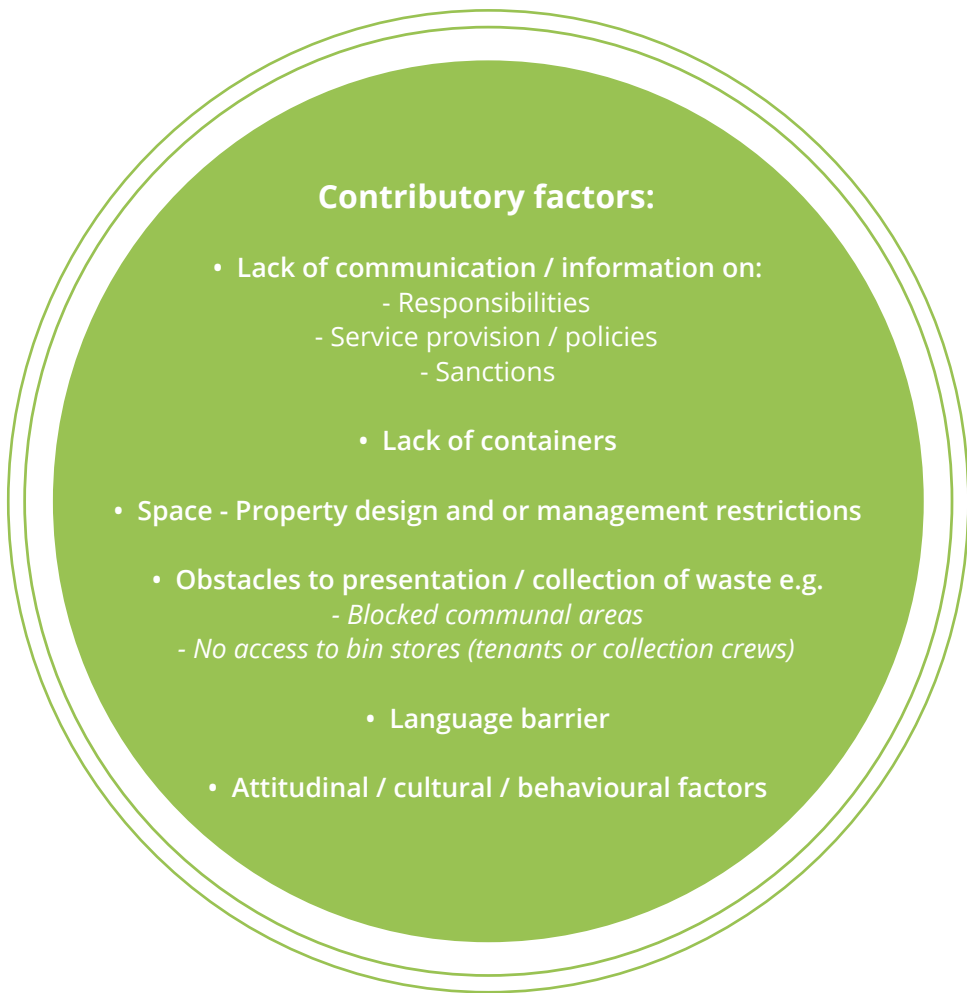 Contributory factors:
• Lack of communication / information on:
- Responsibilities
- Service provision / policies
- Sanctions
• Lack of containers
• Space - Property design and or management restrictions
• Obstacles to presentation / collection of waste e.g.
- Blocked communal areas
- No access to bin stores (tenants or collection crews)
• Language barrier
• Attitudinal / cultural / behavioural factors